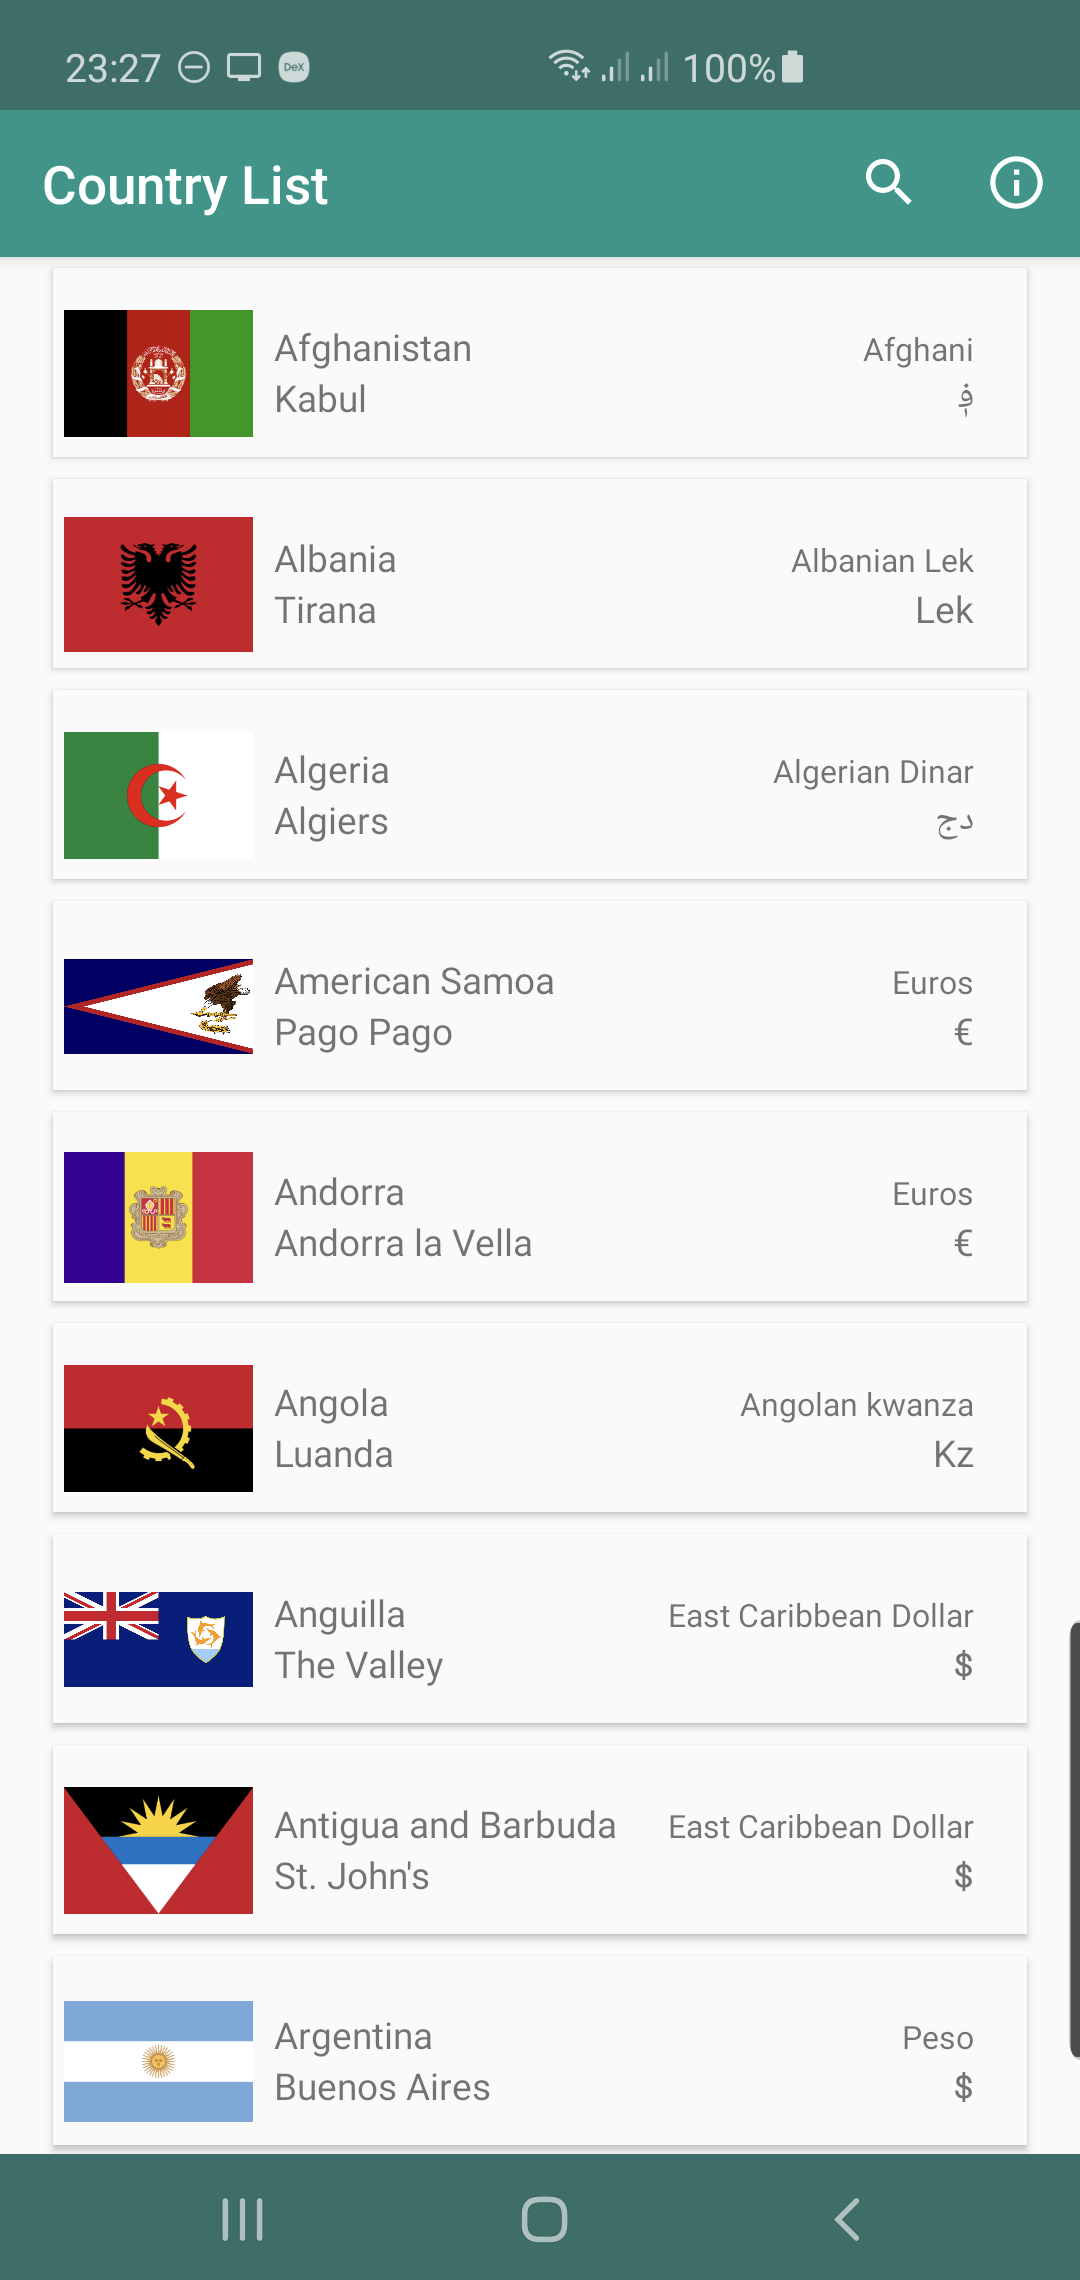 23:27 DeX 100%
Country List
Afghanistan Afghani
Kabul ؋
Albania Albanian Lek
Tirana Lek
Algeria Algerian Dinar
Algiers دج
American Samoa Euros
Pago Pago €
Andorra Euros
Andorra la Vella €
Angola Angolan kwanza
Luanda Kz
Anguilla East Caribbean Dollar
The Valley $
Antigua and Barbuda East Caribbean Dollar
St. John's $
Argentina Peso
Buenos Aires $